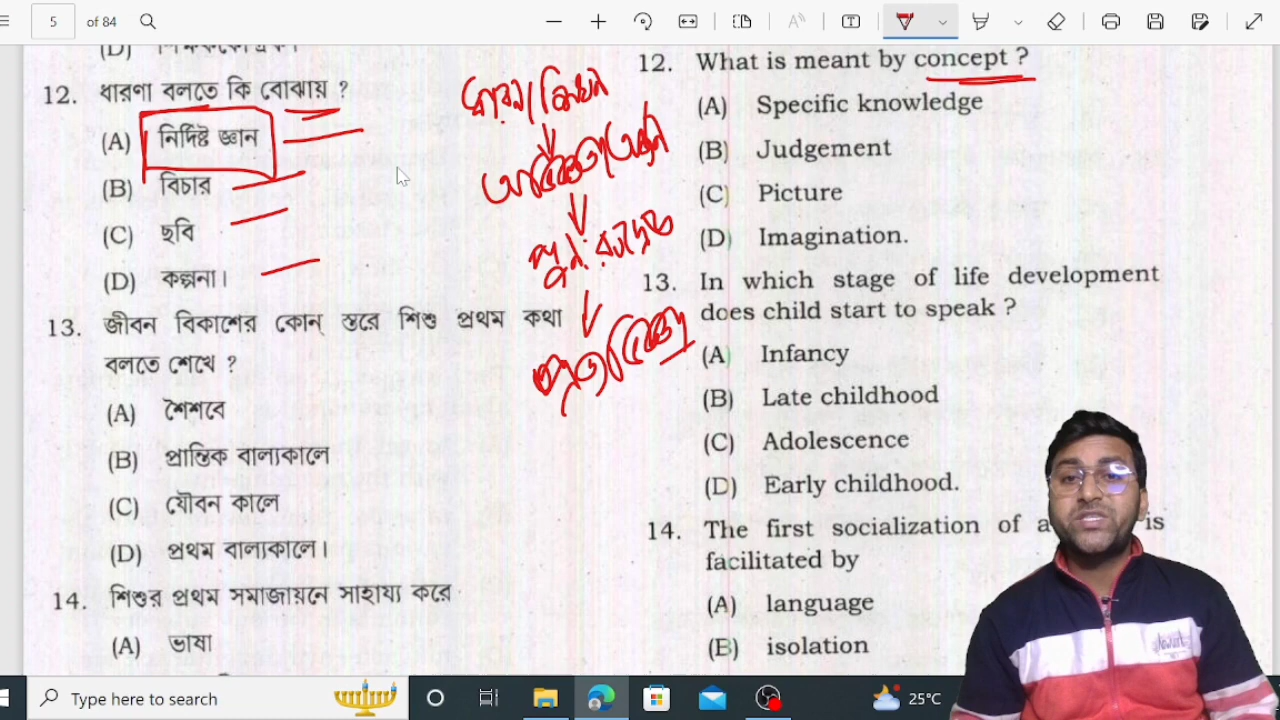 5 of 84
12. ধারণা বলতে কি বোঝায় ?
(A) নির্দিষ্ট জ্ঞান
(B) বিচার
(C) ছবি
(D) কল্পনা।
13. জীবন বিকাশের কোন্ স্তরে শিশু প্রথম কথা
বলতে শেখে ?
(A) শৈশবে
(B) প্রান্তিক বাল্যকালে
(C) যৌবন কালে
(D) প্রথম বাল্যকালে।
14. শিশুর প্রথম সমাজায়নে সাহায্য করে
(A) ভাষা
12. What is meant by concept ?
(A) Specific knowledge
(B) Judgement
(C) Picture
(D) Imagination.
13. In which stage of life development
does child start to speak ?
(A) Infancy
(B) Late childhood
(C) Adolescence
(D) Early childhood.
14. The first socialization of a is
facilitated by
(A) language
(B) isolation
Type here to search
25°C